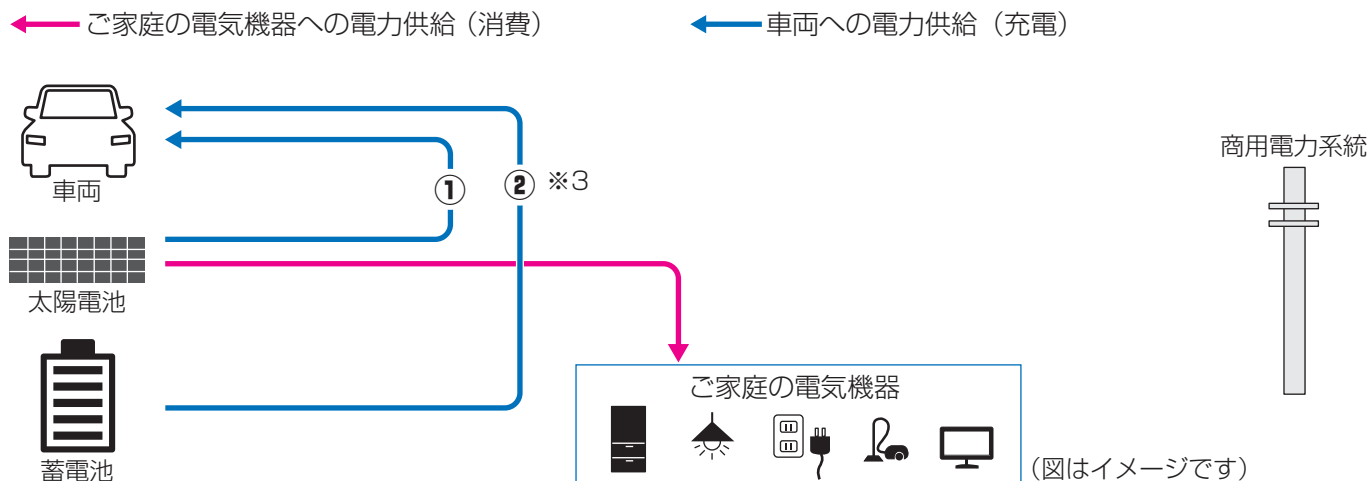 ご家庭の電気機器への電力供給（消費）
車両への電力供給（充電）
車両
商用電力系統
① ② ※3
太陽電池
ご家庭の電気機器
蓄電池
（図はイメージです）